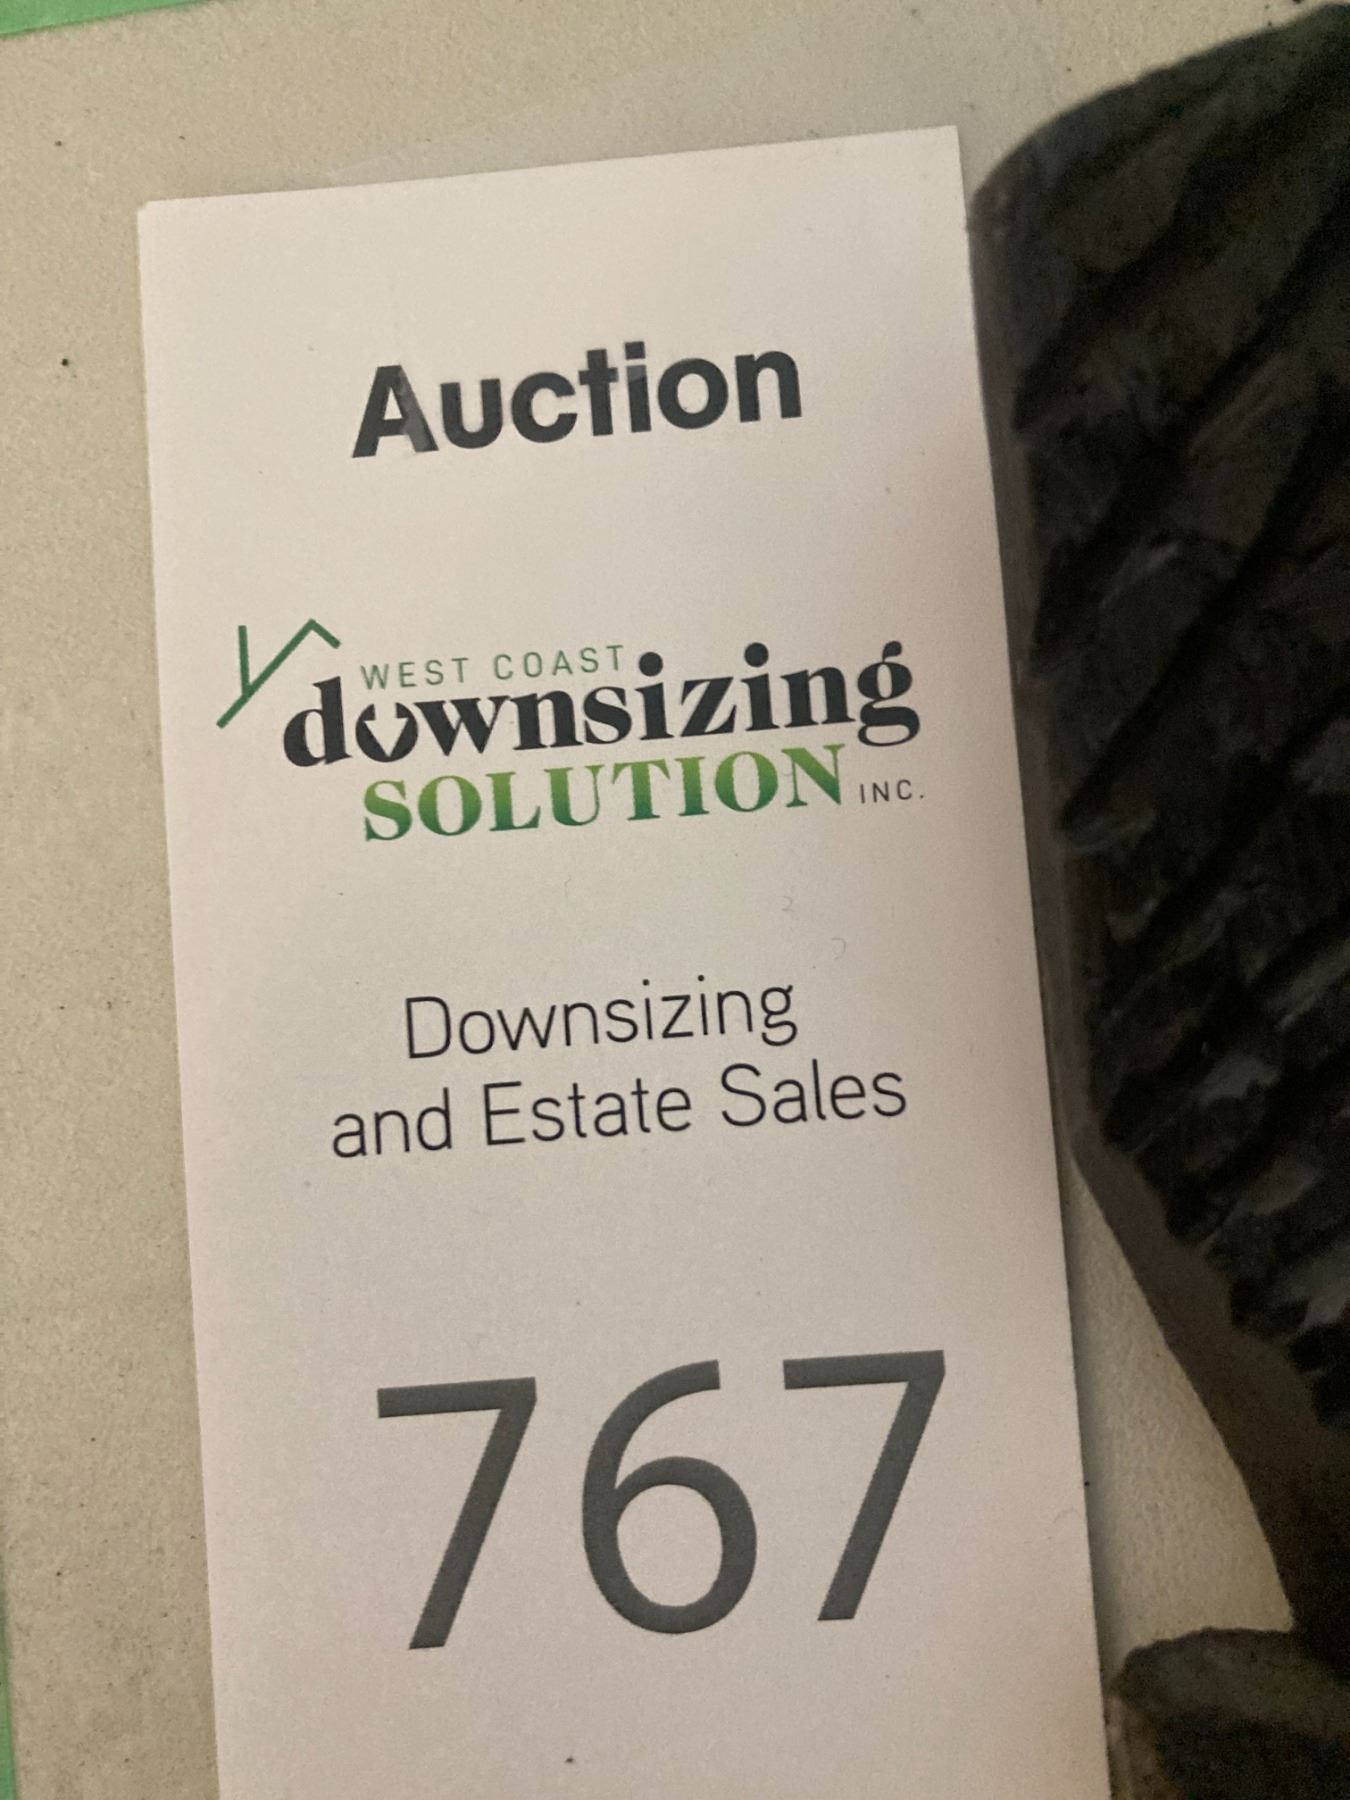 Auction
WEST COAST
downsizing
SOLUTION INC.
Downsizing
and Estate Sales
767